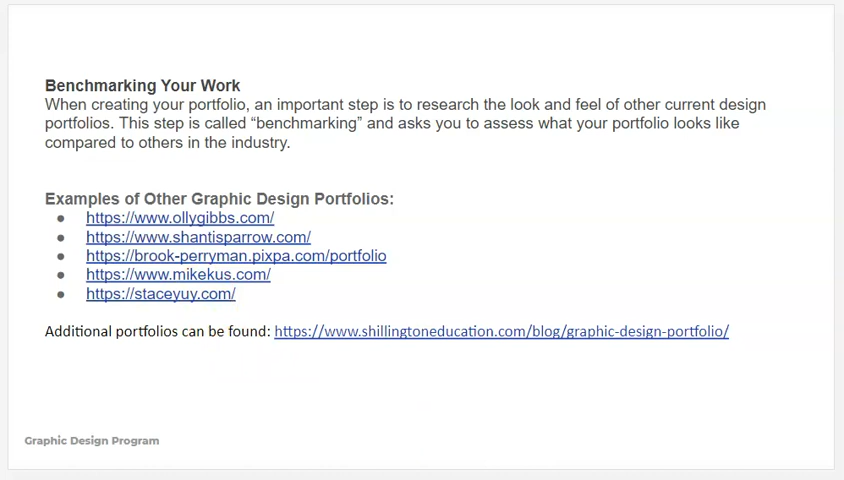 Benchmarking Your Work
When creating your portfolio, an important step is to research the look and feel of other current design
portfolios. This step is called “benchmarking” and asks you to assess what your portfolio looks like
compared to others in the industry.
Examples of Other Graphic Design Portfolios:
● https://www.ollygibbs.com/
● https://www.shantisparrow.com/
● https://brook-perryman.pixpa.com/portfolio
● https://www.mikekus.com/
● https://staceyuy.com/
Additional portfolios can be found: https://www.shillingtoneducation.com/blog/graphic-design-portfolio/
Graphic Design Program